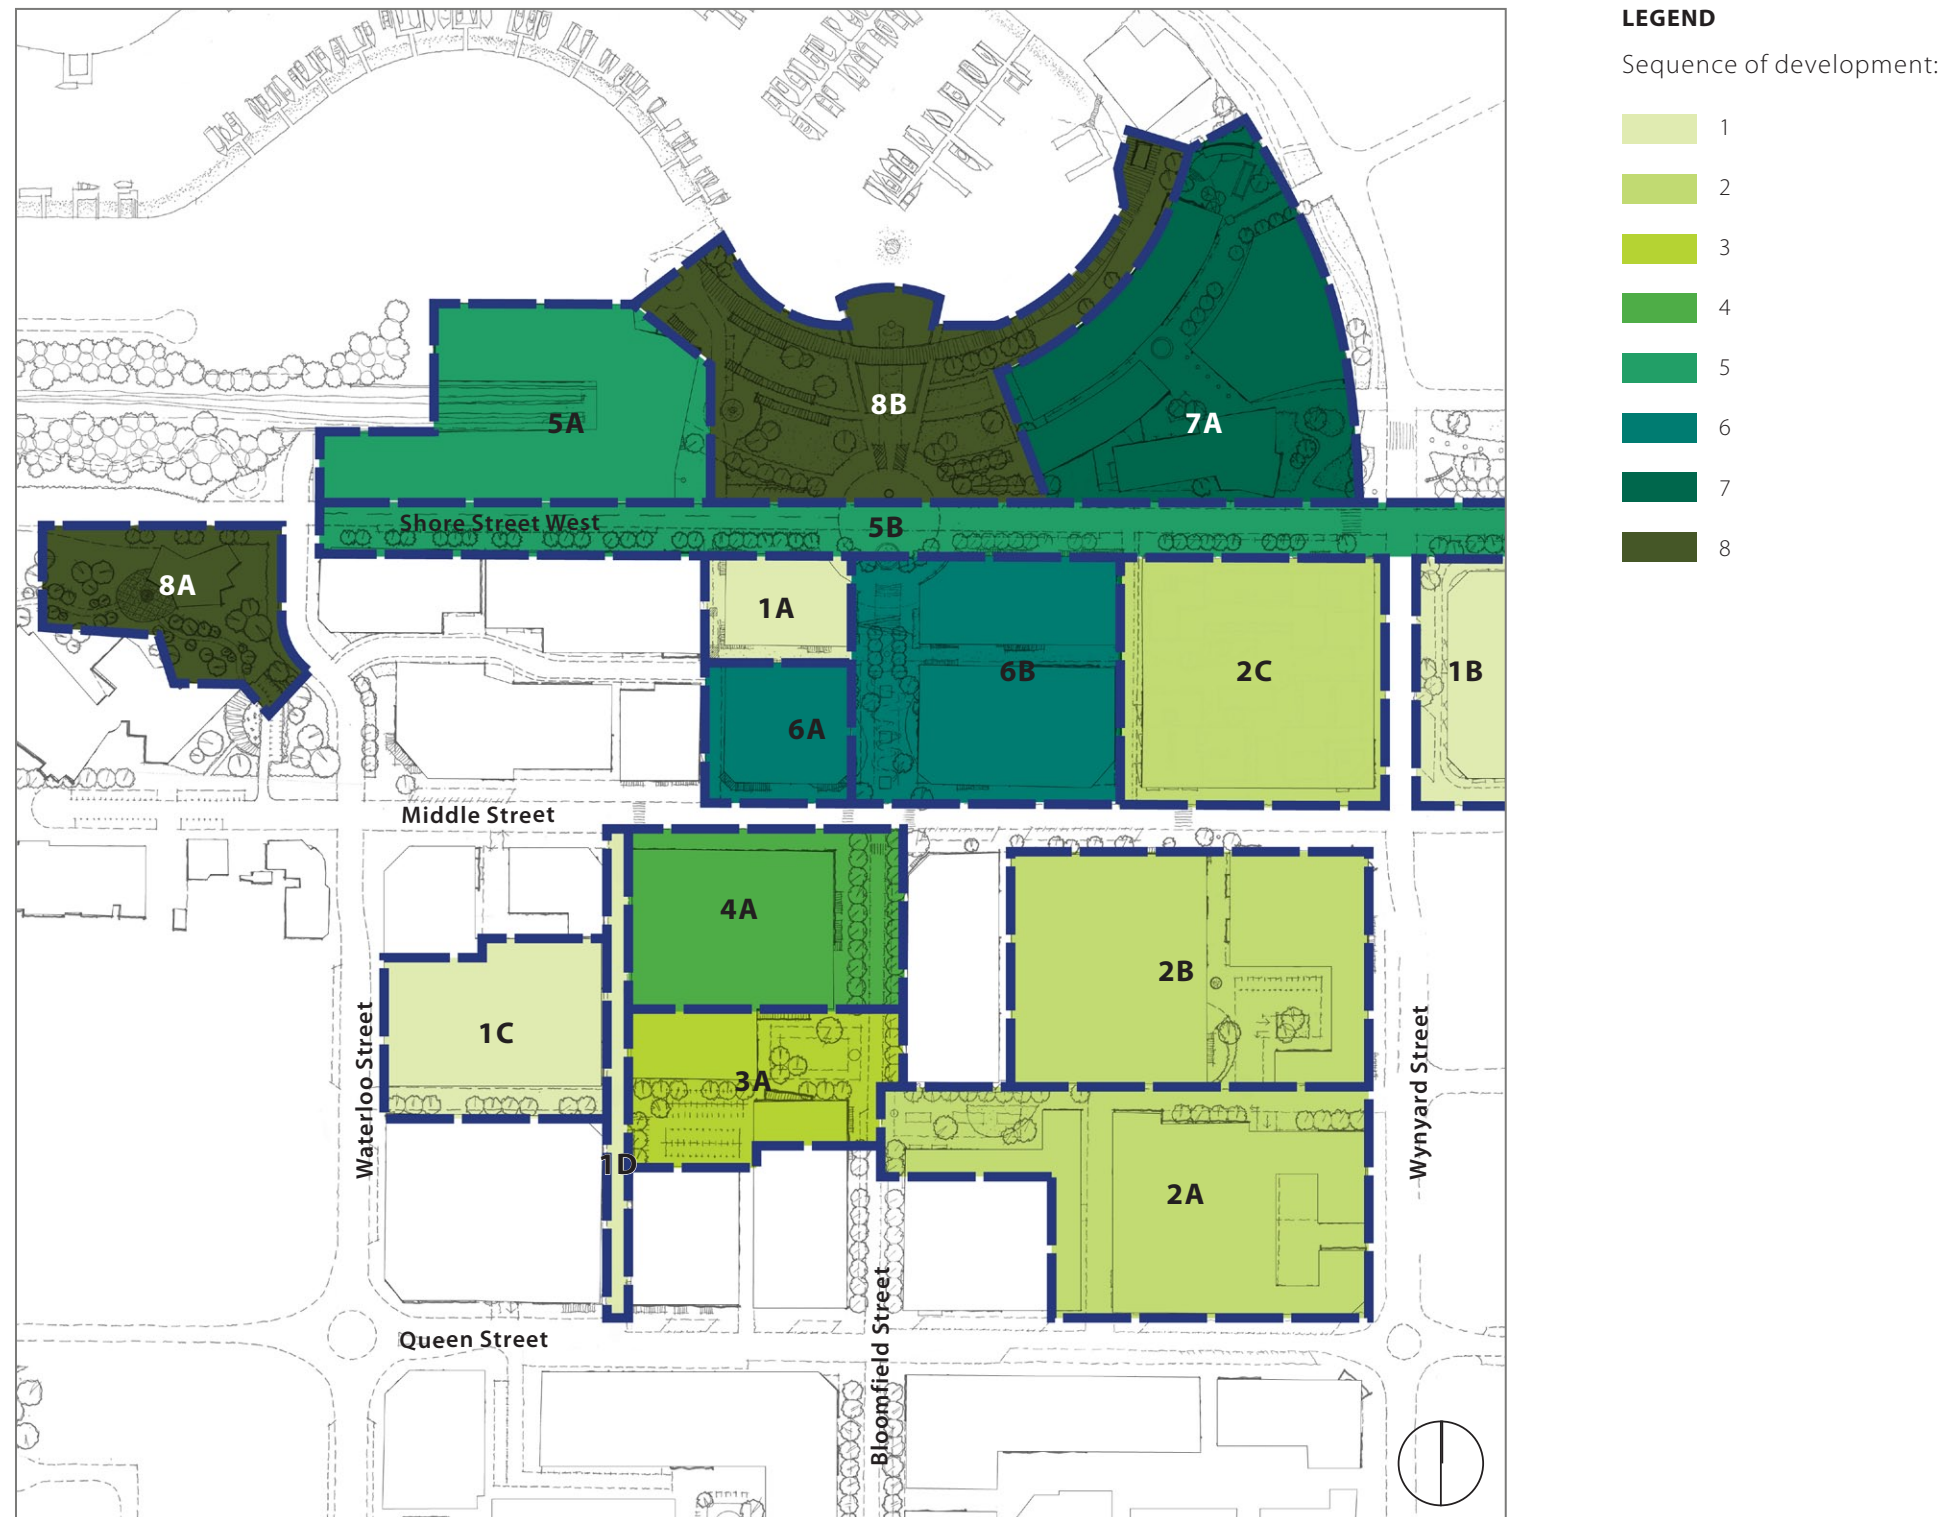 LEGEND
Sequence of development:
1
2
3
4
5
6
7
8
8B
5A
7A
Shore Street West
5B
8A
1A
6B
2C
1B
6A
Middle Street
4A
2B
1C
3A
Waterloo Street
Wynyard Street
1D
2A
Bloomfield Street
Queen Street